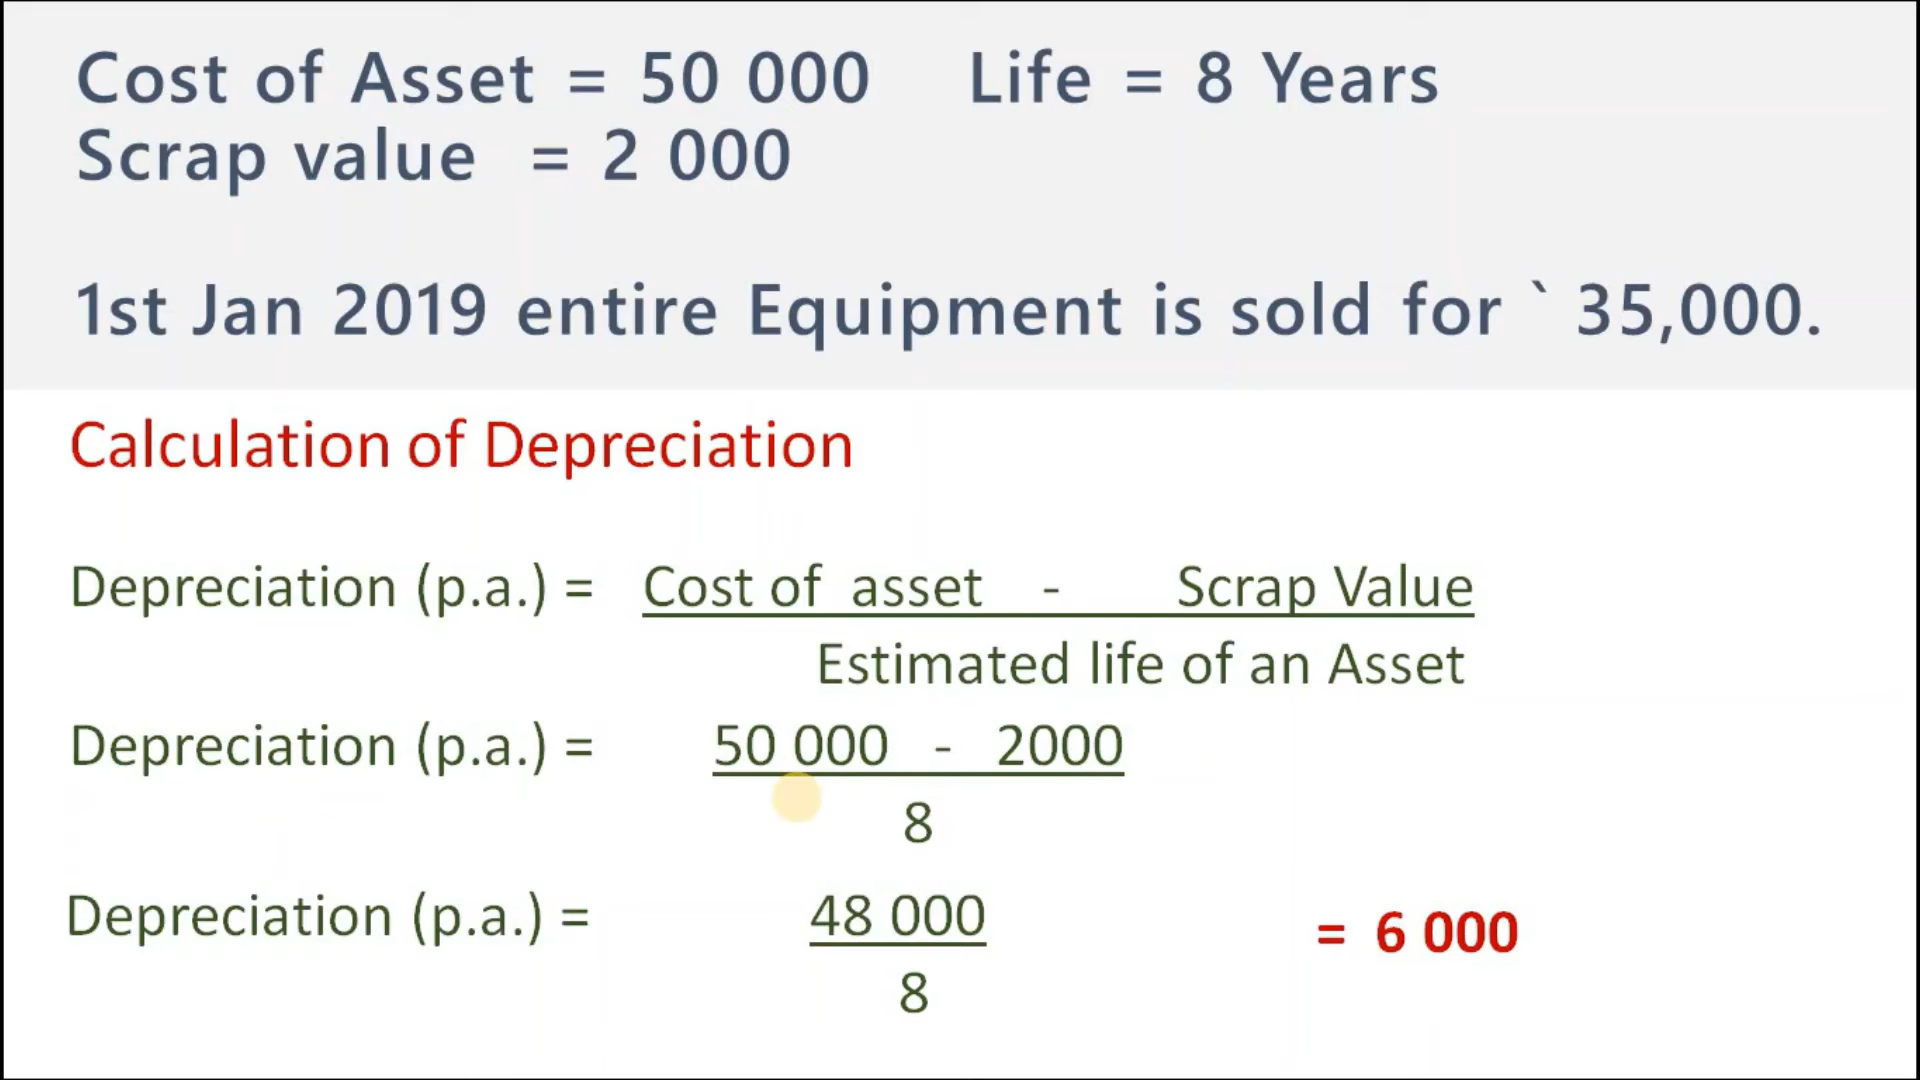 Cost of Asset = 50 000 Life = 8 Years
Scrap value = 2 000
1st Jan 2019 entire Equipment is sold for ` 35,000.
Calculation of Depreciation
Depreciation (p.a.) = Cost of asset - Scrap Value
Estimated life of an Asset
Depreciation (p.a.) = 50 000 - 2000
8
Depreciation (p.a.) = 48 000 = 6 000
8